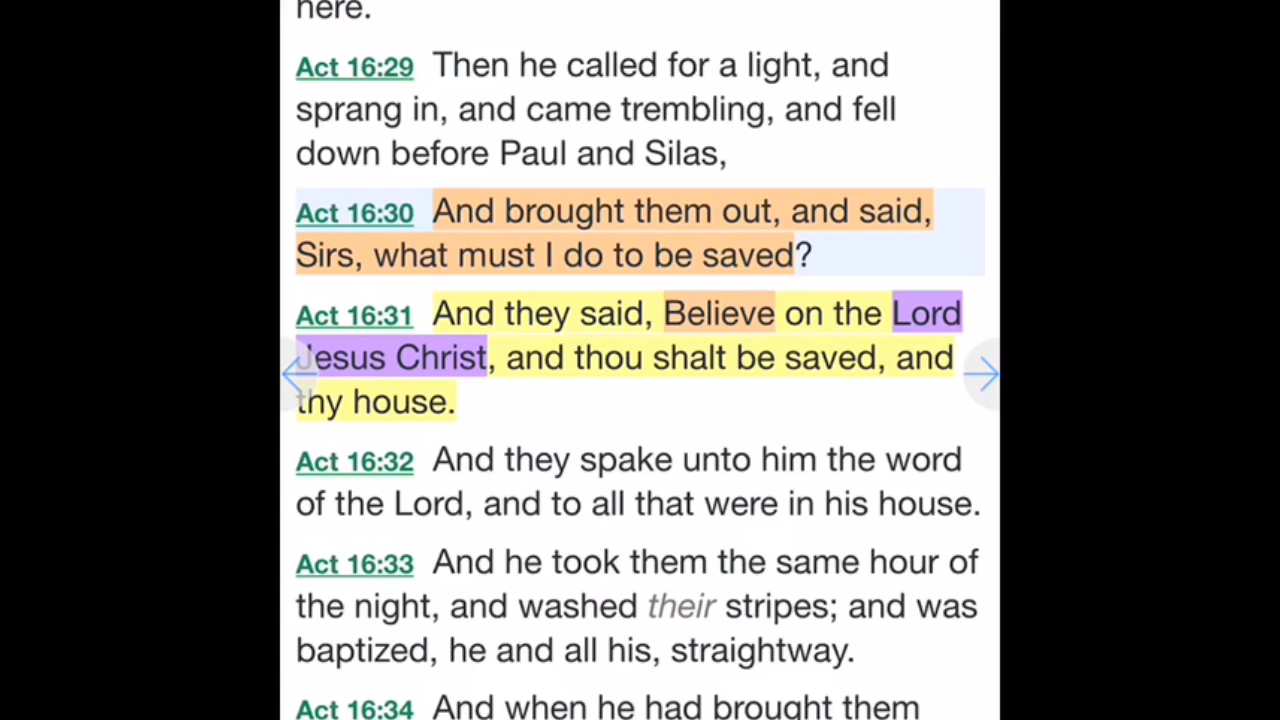 here.
Act 16:29 Then he called for a light, and
sprang in, and came trembling, and fell
down before Paul and Silas,
Act 16:30 And brought them out, and said,
Sirs, what must I do to be saved?
Act 16:31 And they said, Believe on the Lord
Jesus Christ, and thou shalt be saved, and
thy house.
Act 16:32 And they spake unto him the word
of the Lord, and to all that were in his house.
Act 16:33 And he took them the same hour of
the night, and washed their stripes; and was
baptized, he and all his, straightway.
Act 16:34 And when he had brought them